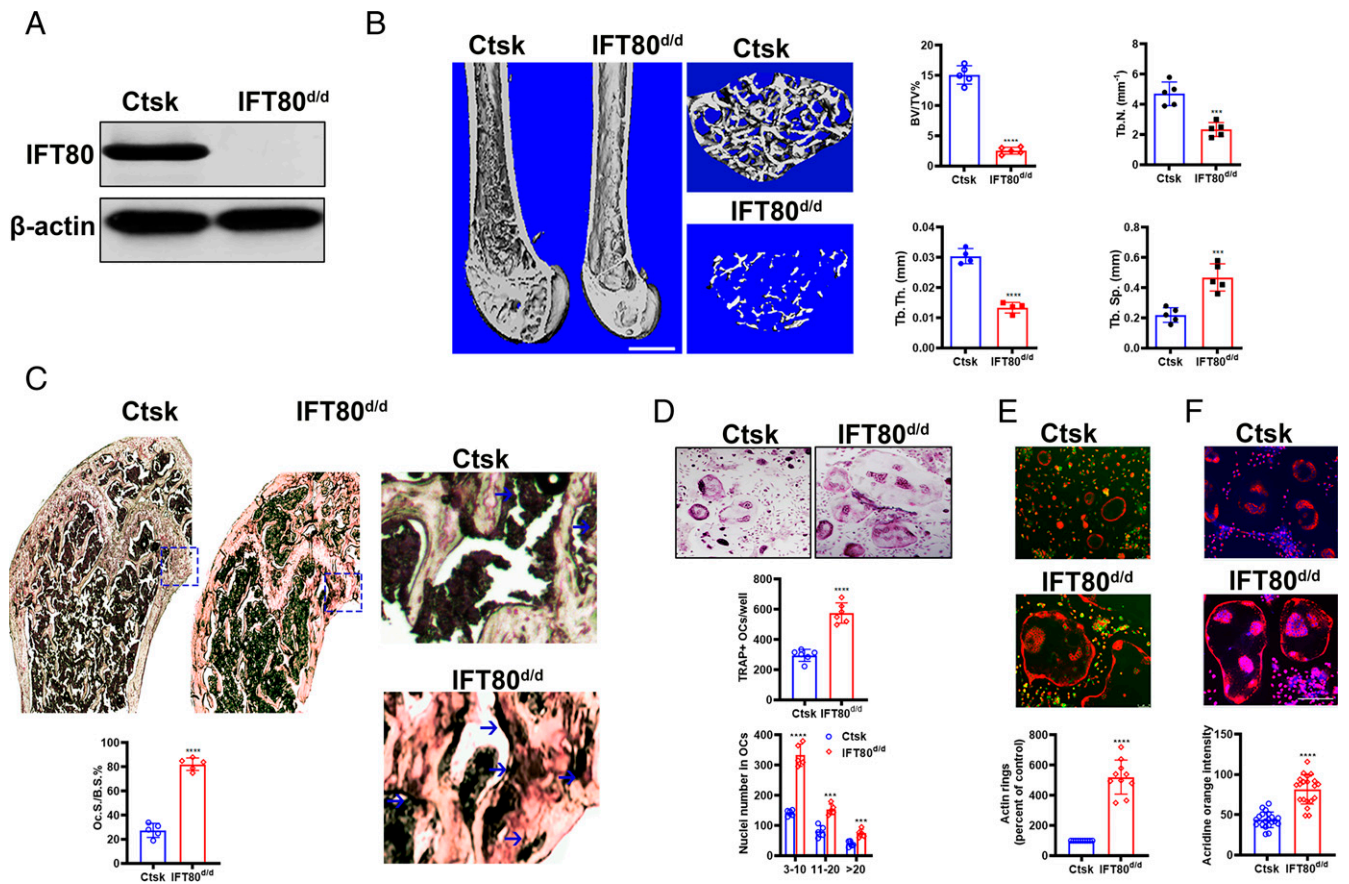 A
Ctsk IFT80d/d
IFT80
β-actin
B
Ctsk IFT80d/d
Ctsk
IFT80d/d
BV/TV%
20
15
10
5
0
Ctsk IFT80d/d
****
Tb.N. (mm-1)
8
6
4
2
0
Ctsk IFT80d/d
***
Tb. Th. (mm)
0.04
0.03
0.02
0.01
0.00
Ctsk IFT80d/d
****
Tb. Sp. (mm)
0.8
0.6
0.4
0.2
0.0
Ctsk IFT80d/d
***
C
Ctsk IFT80d/d
Ctsk
IFT80d/d
Oc.S./B.S.%
100
80
60
40
20
0
Ctsk IFT80d/d
****
D
Ctsk IFT80d/d
TRAP+ OCs/well
800
600
400
200
0
Ctsk IFT80d/d
****
Nuclei number in OCs
400
300
200
100
0
3-10 11-20 >20
Ctsk
IFT80d/d
**** *** ***
E
Ctsk
IFT80d/d
Actin rings
(percent of control)
800
600
400
200
0
Ctsk IFT80d/d
****
F
Ctsk
IFT80d/d
Acridine orange intensity
150
100
50
0
Ctsk IFT80d/d
****